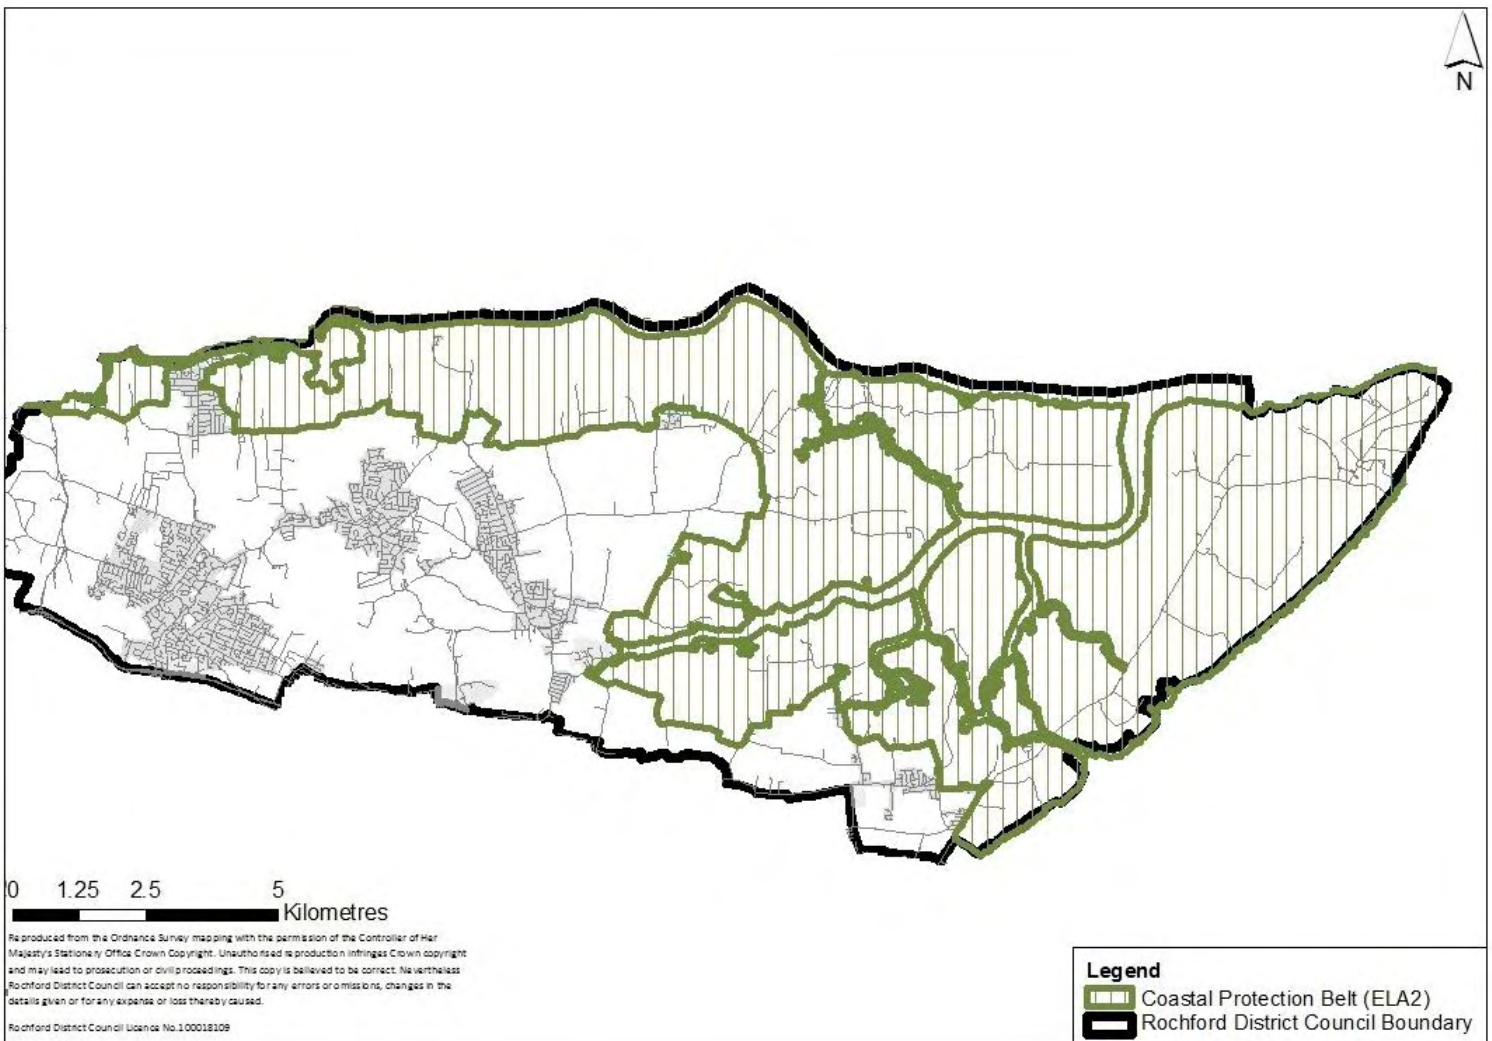 N
0 1.25 2.5 5
Kilometres
Reproduced from the Ordnance Survey mapping with the permission of the Controller of Her
Majesty's Stationery Office Crown Copyright. Unauthorised reproduction infringes Crown copyright
and may lead to prosecution or civil proceedings. This copy is believed to be correct. Nevertheless
Rochford District Council can accept no responsibility for any errors or omissions, changes in the
details given or for any expense or loss thereby caused.
Rochford District Council Licence No.100018109
Legend
Coastal Protection Belt (ELA2)
Rochford District Council Boundary